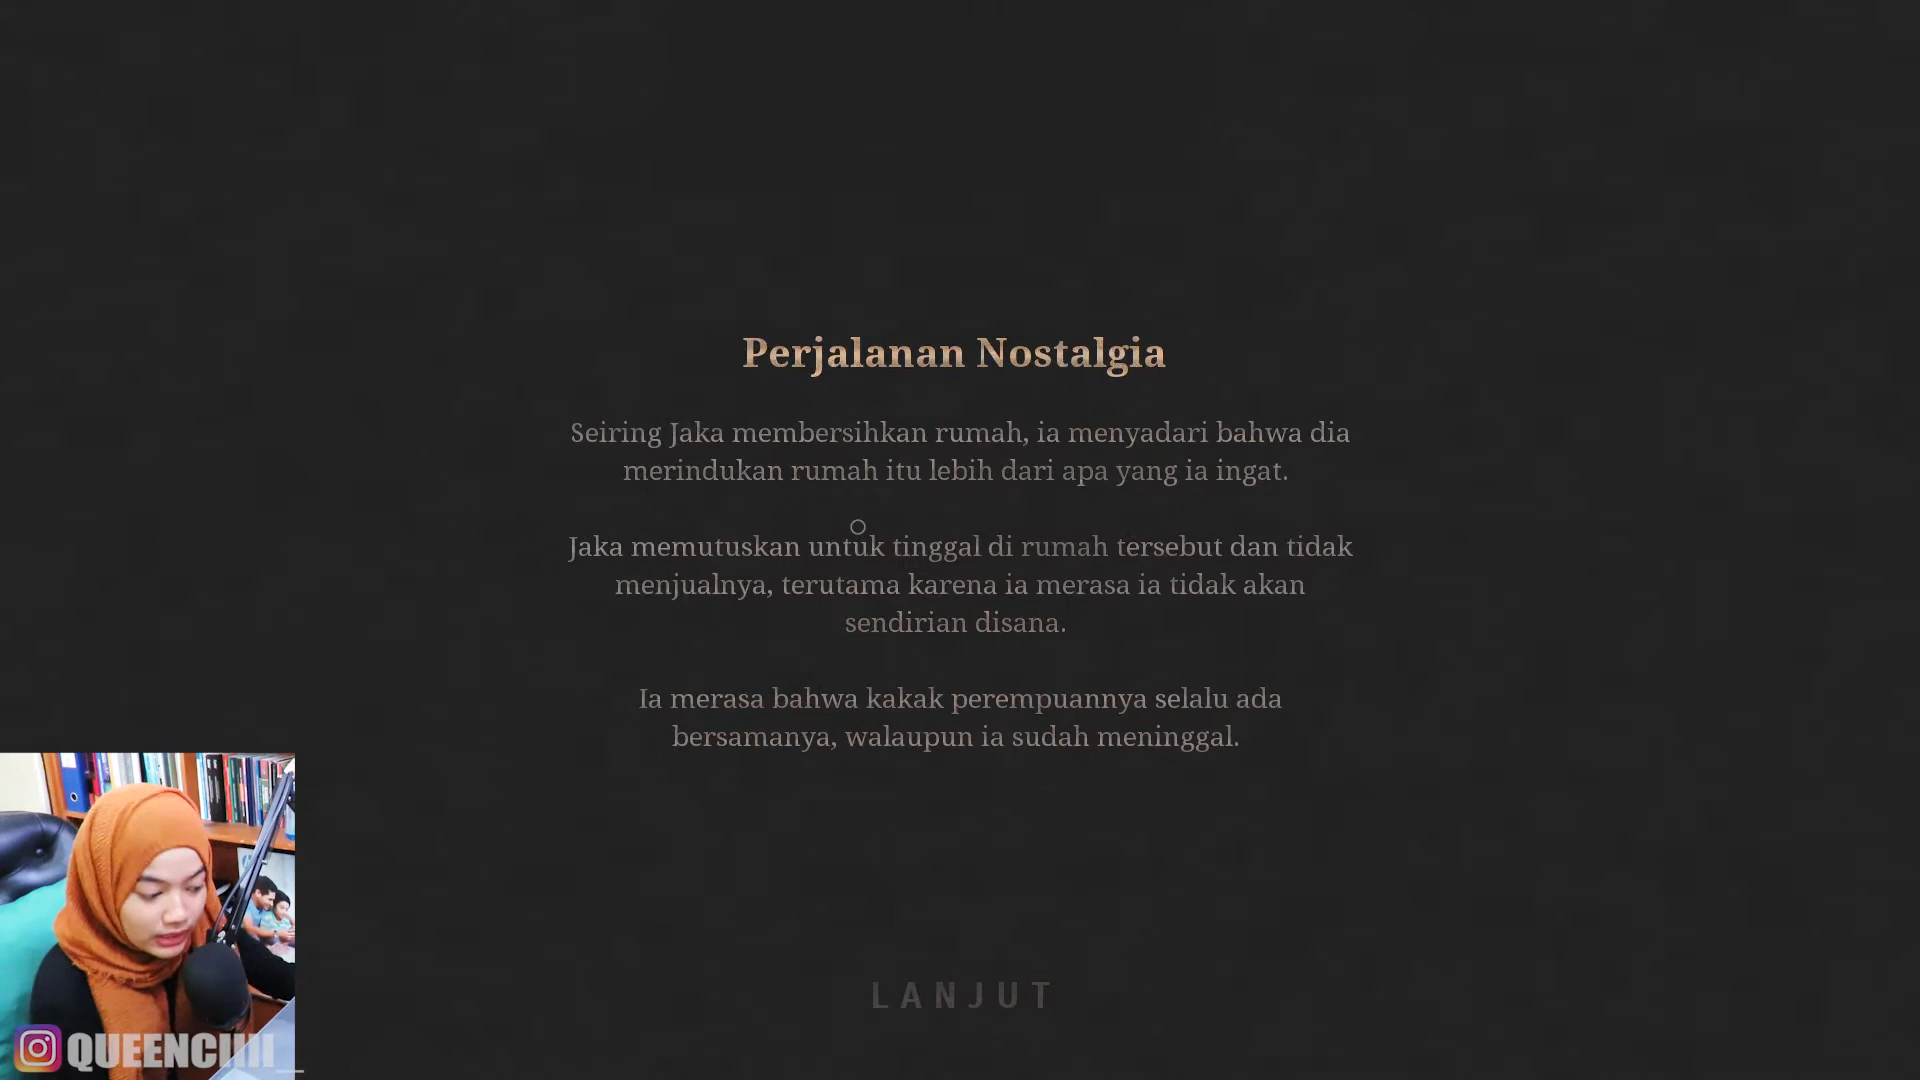 Perjalanan Nostalgia
Seiring Jaka membersihkan rumah, ia menyadari bahwa dia
merindukan rumah itu lebih dari apa yang ia ingat.
Jaka memutuskan untuk tinggal di rumah tersebut dan tidak
menjualnya, terutama karena ia merasa ia tidak akan
sendirian disana.
Ia merasa bahwa kakak perempuannya selalu ada
bersamanya, walaupun ia sudah meninggal.
LANJUT